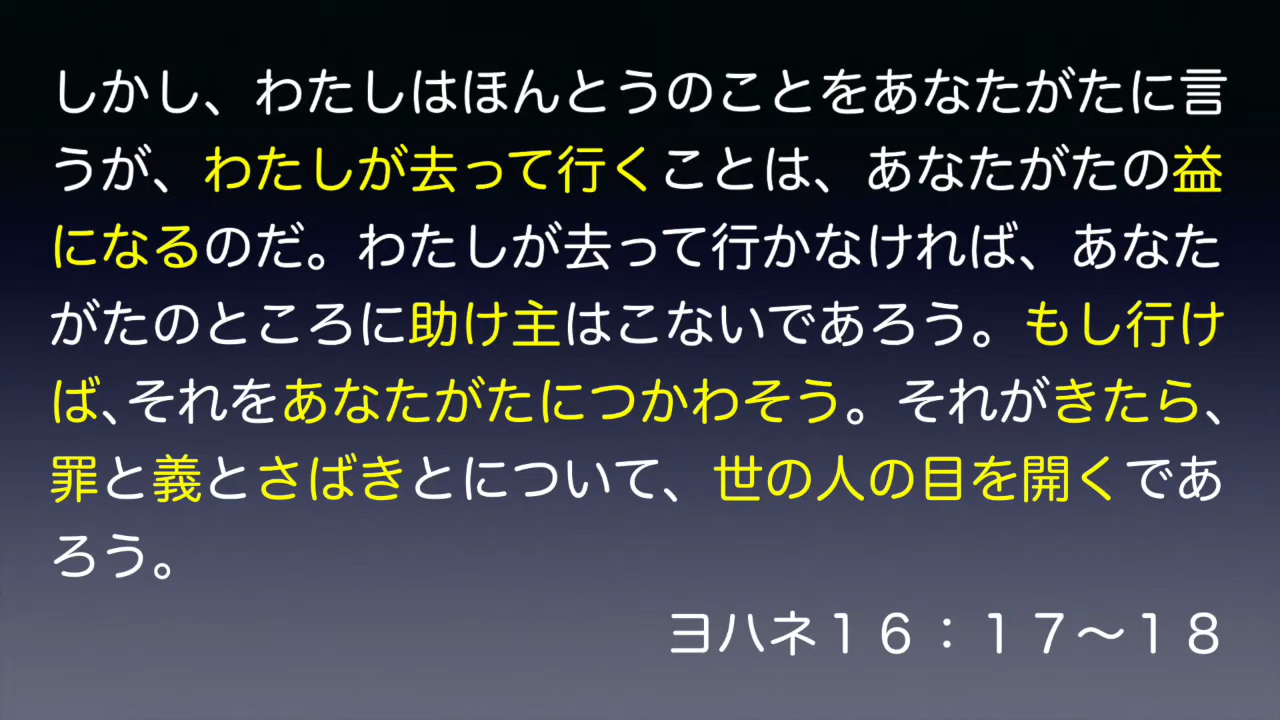 しかし、わたしはほんとうのことをあなたがたに言
うが、わたしが去って行くことは、あなたがたの益
になるのだ。わたしが去って行かなければ、あなた
がたのところに助け主はこないであろう。もし行け
ば、それをあなたがたにつかわそう。それがきたら、
罪と義とさばきとについて、世の人の目を開くであ
ろう。
ヨハネ１６：１７〜１８